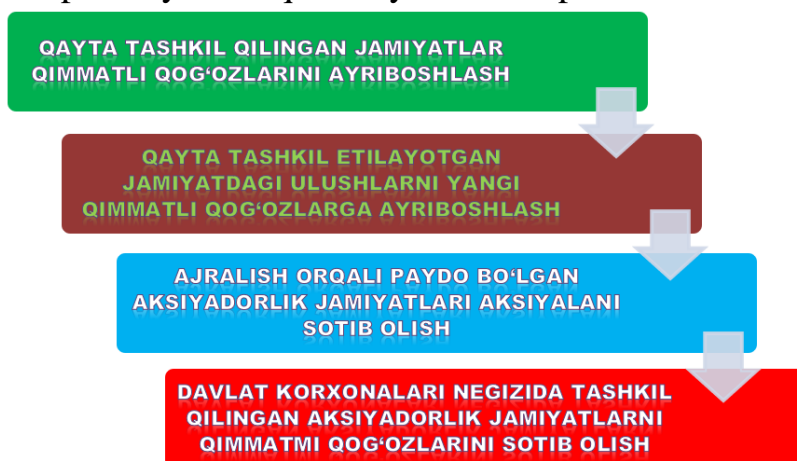 QAYTA TASHKIL QILINGAN JAMIYATLAR
QIMMATLI QOG‘OZLARINI AYRIBOSHLASH
QAYTA TASHKIL ETILAYOTGAN
JAMIYATDAGI ULUSHLARNI YANGI
QIMMATLI QOG‘OZLARGA AYRIBOSHLASH
AJRALISH ORQALI PAYDO BO‘LGAN
AKSIYADORLIK JAMIYATLARI AKSIYALANI
SOTIB OLISH
DAVLAT KORXONALARI NEGIZIDA TASHKIL
QILINGAN AKSIYADORLIK JAMIYATLARNI
QIMMATMI QOG‘OZLARINI SOTIB OLISH